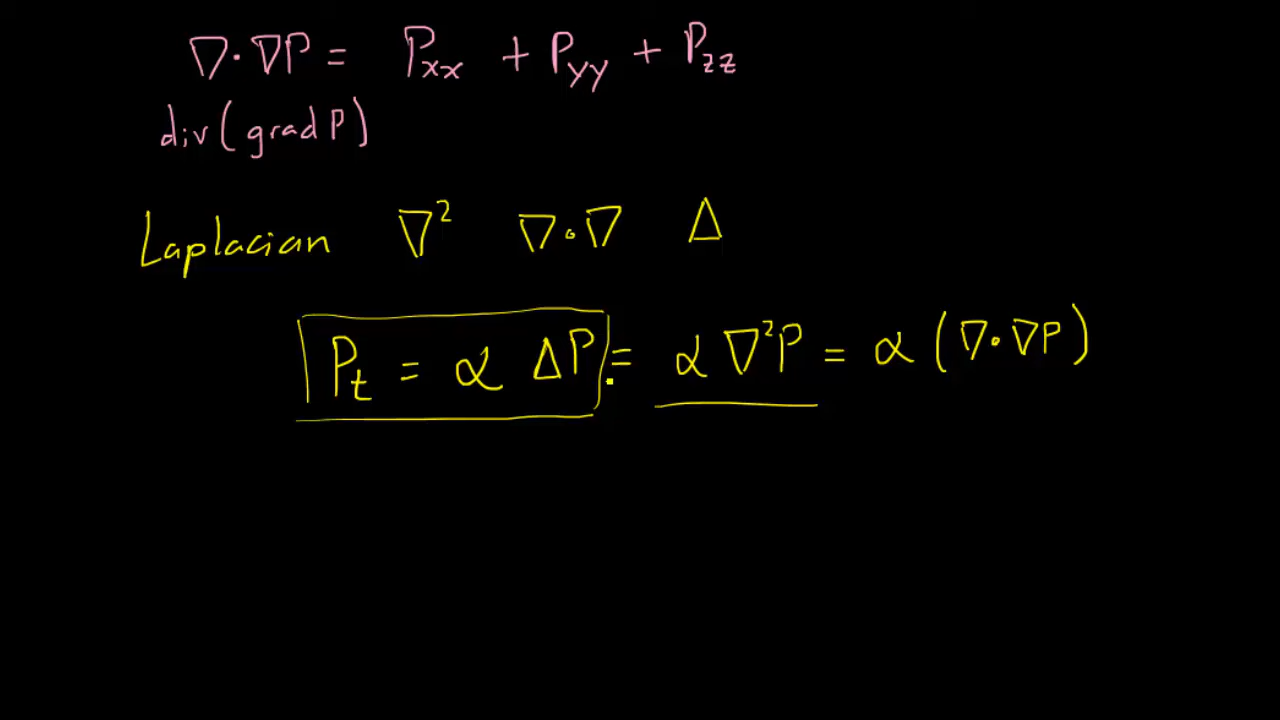 ∇·∇P = Pxx + Pyy + Pzz
div(grad P)
Laplacian ∇² ∇·∇ Δ
Pt = α ΔP = α ∇²P = α (∇·∇P)